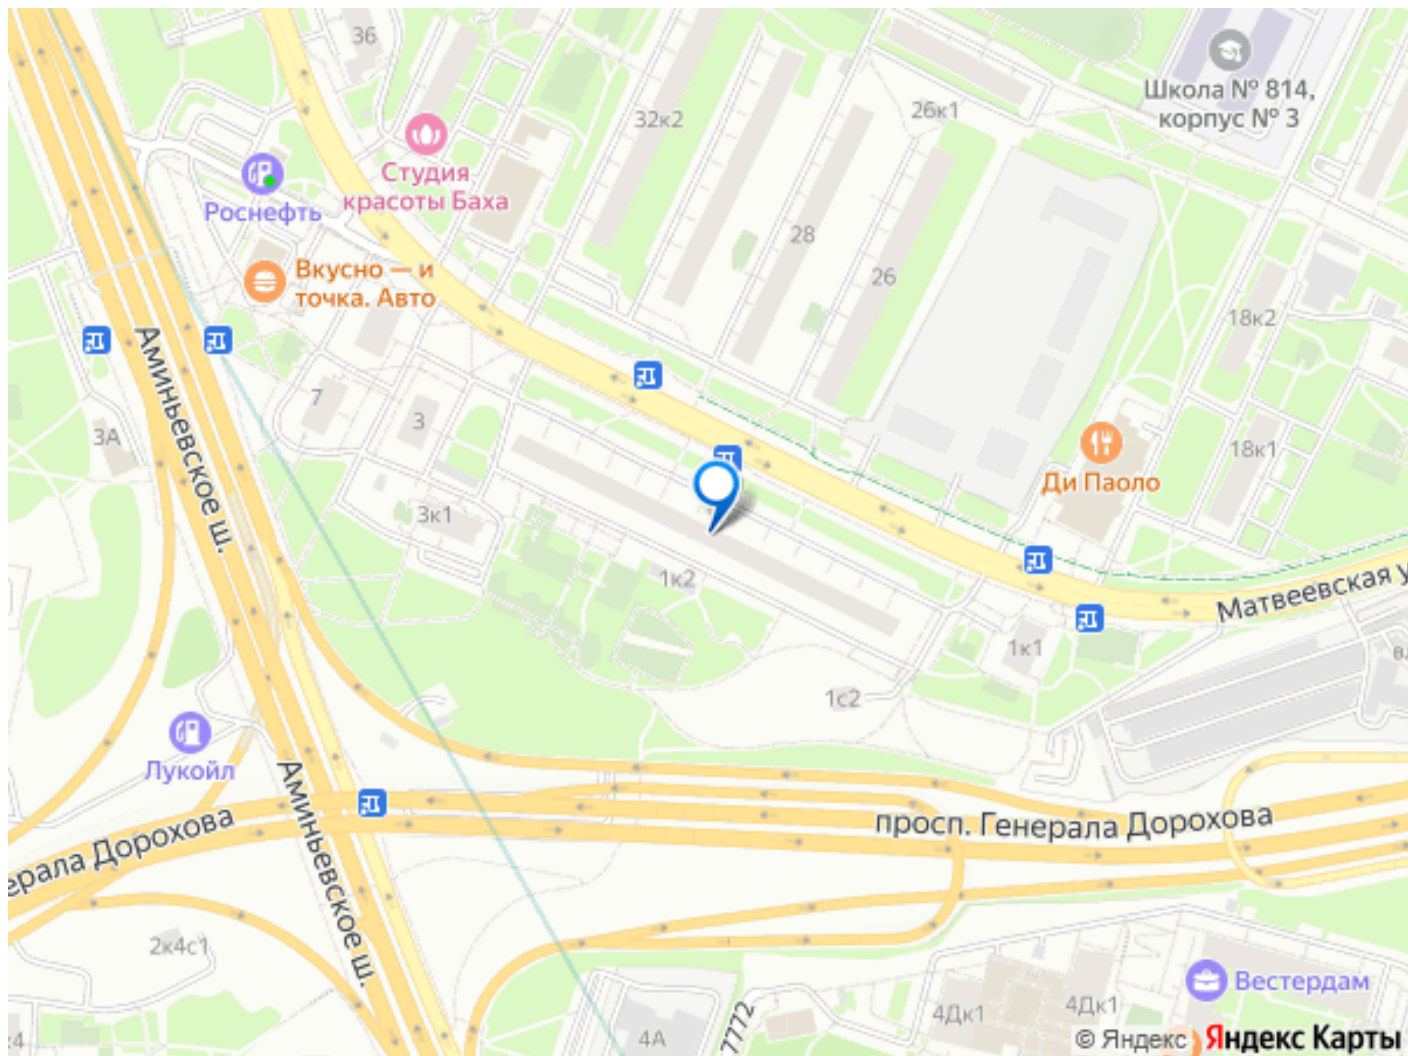 36
32к2
26к1
Школа № 814,
корпус № 3
Студия
красоты Баха
Роснефть
28
Вкусно — и
точка. Авто
26
18к2
Аминьевское ш.
7
3
3А
18к1
Ди Паоло
3к1
1к2
Матвеевская у
1к1
1с2
Лукойл
Аминьевское ш.
просп. Генерала Дорохова
ерала Дорохова
2к4с1
Вестердам
4Дк1
4Дк1
7772
4А
к4
© Яндекс Яндекс Карты